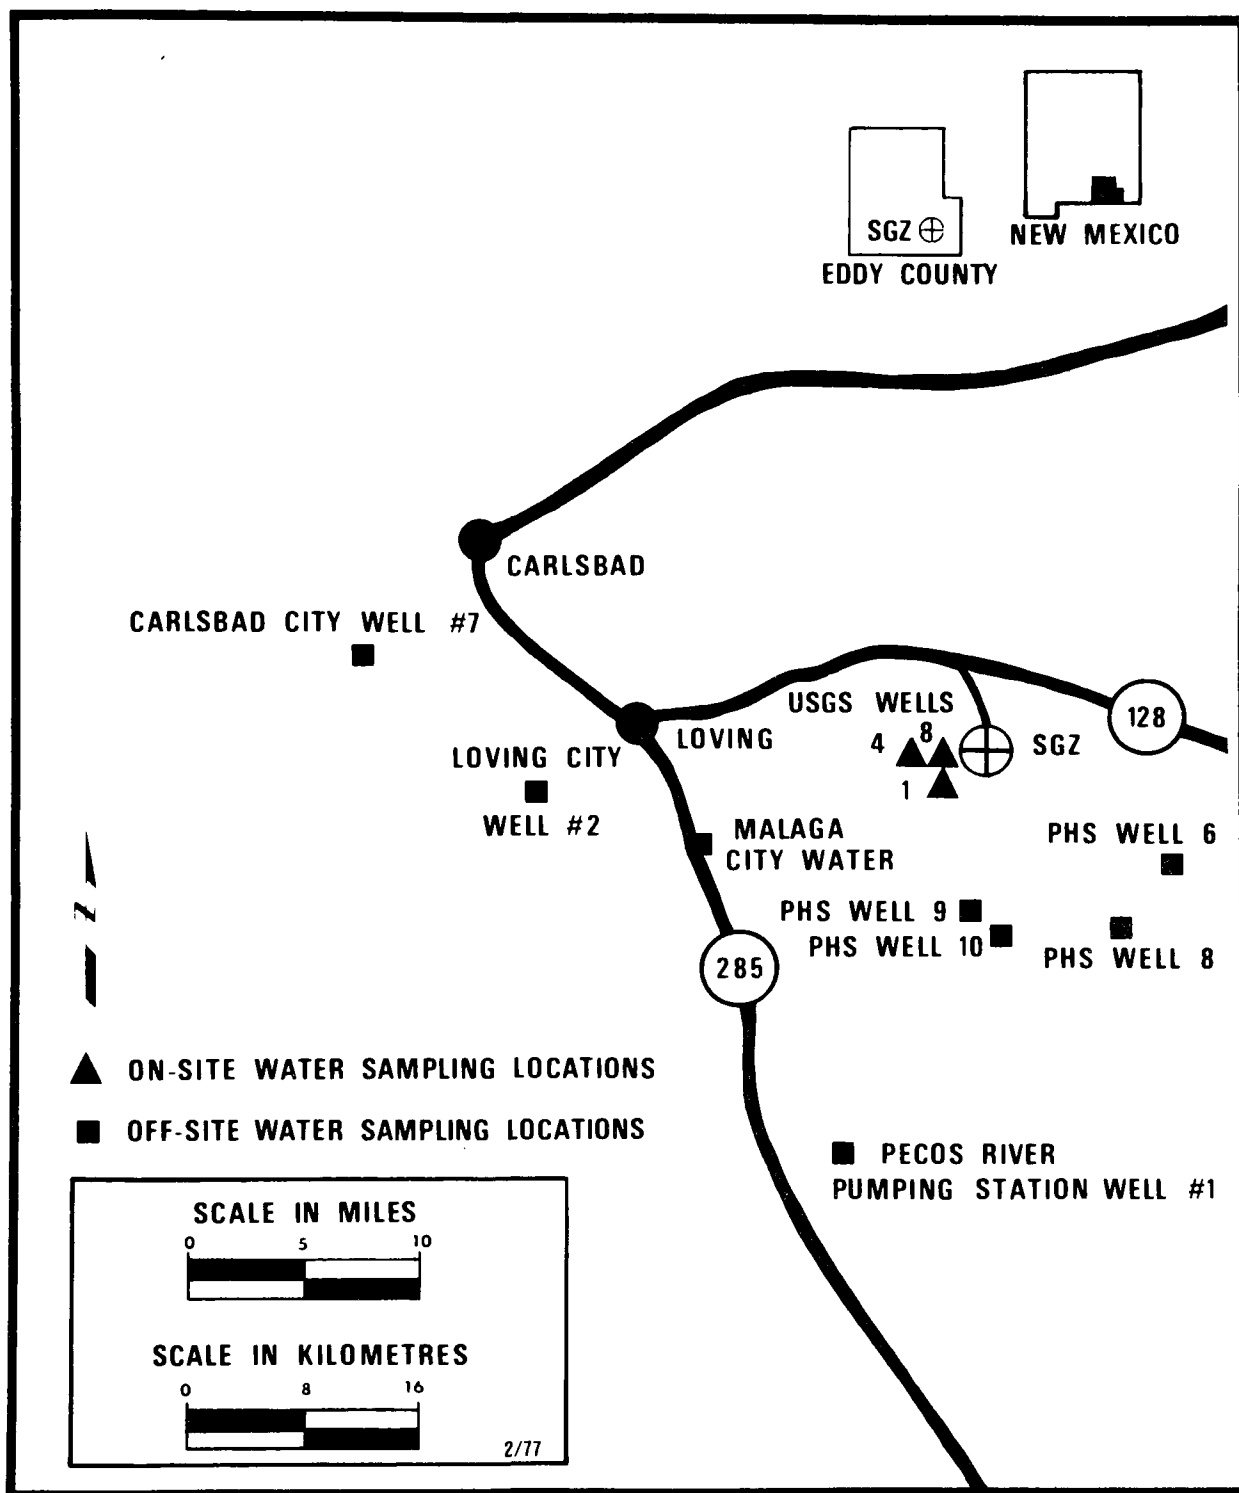 SGZ
EDDY COUNTY
NEW MEXICO
CARLSBAD
CARLSBAD CITY WELL #7
USGS WELLS
4
8
1
SGZ
128
LOVING
LOVING CITY
WELL #2
MALAGA
CITY WATER
PHS WELL 6
PHS WELL 9
PHS WELL 10
PHS WELL 8
285
N
ON-SITE WATER SAMPLING LOCATIONS
OFF-SITE WATER SAMPLING LOCATIONS
PECOS RIVER
PUMPING STATION WELL #1
SCALE IN MILES
0 5 10
SCALE IN KILOMETRES
0 8 16
2/77